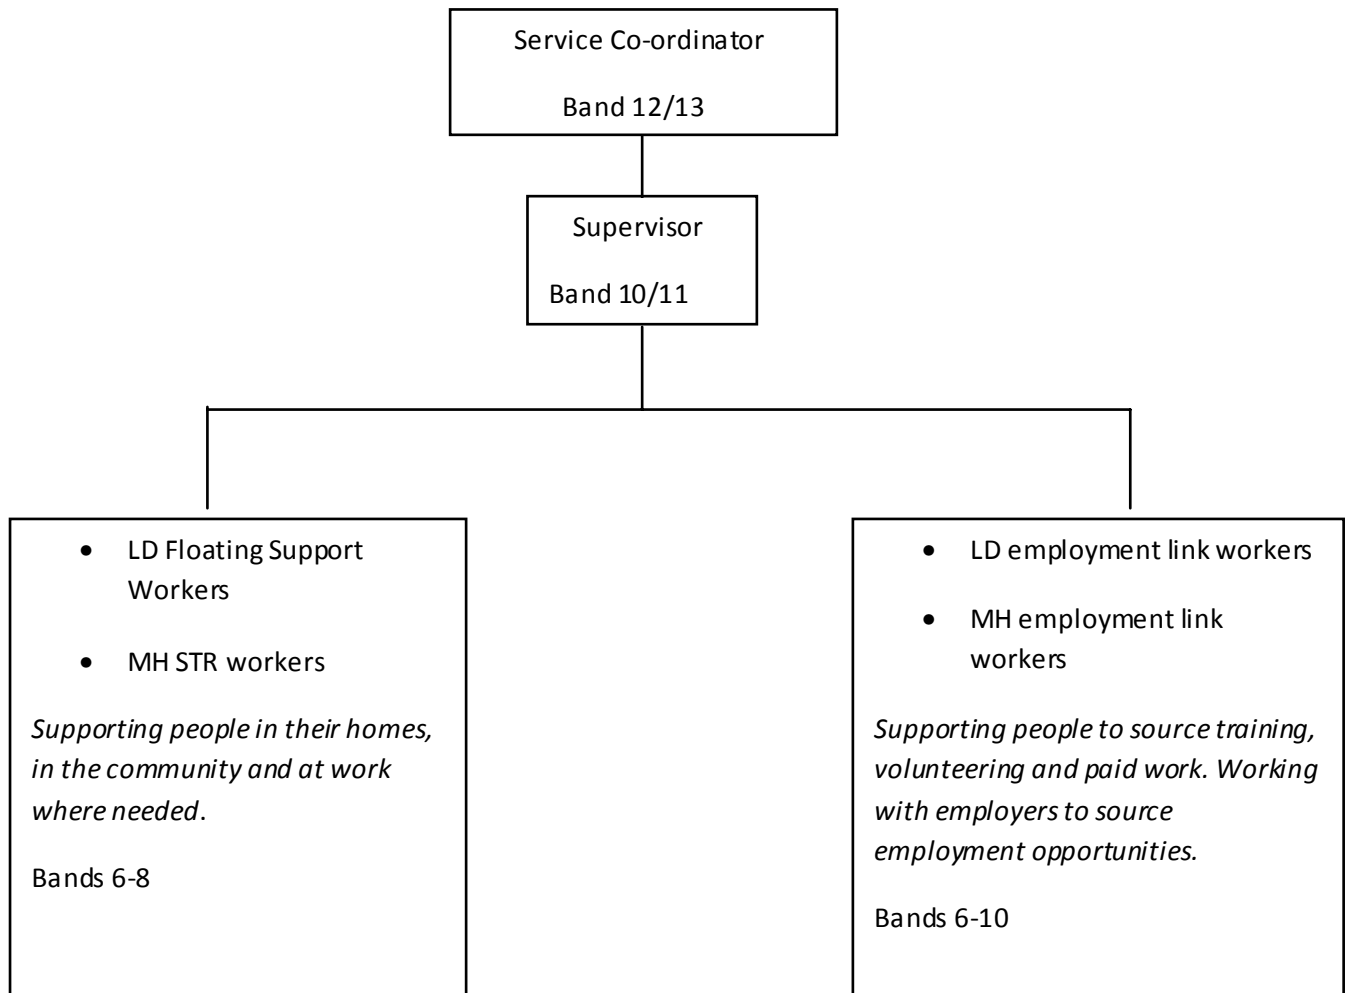 Service Co-ordinator
Band 12/13
Supervisor
Band 10/11
• LD Floating Support
Workers
• MH STR workers
Supporting people in their homes,
in the community and at work
where needed.
Bands 6-8
• LD employment link workers
• MH employment link
workers
Supporting people to source training,
volunteering and paid work. Working
with employers to source
employment opportunities.
Bands 6-10